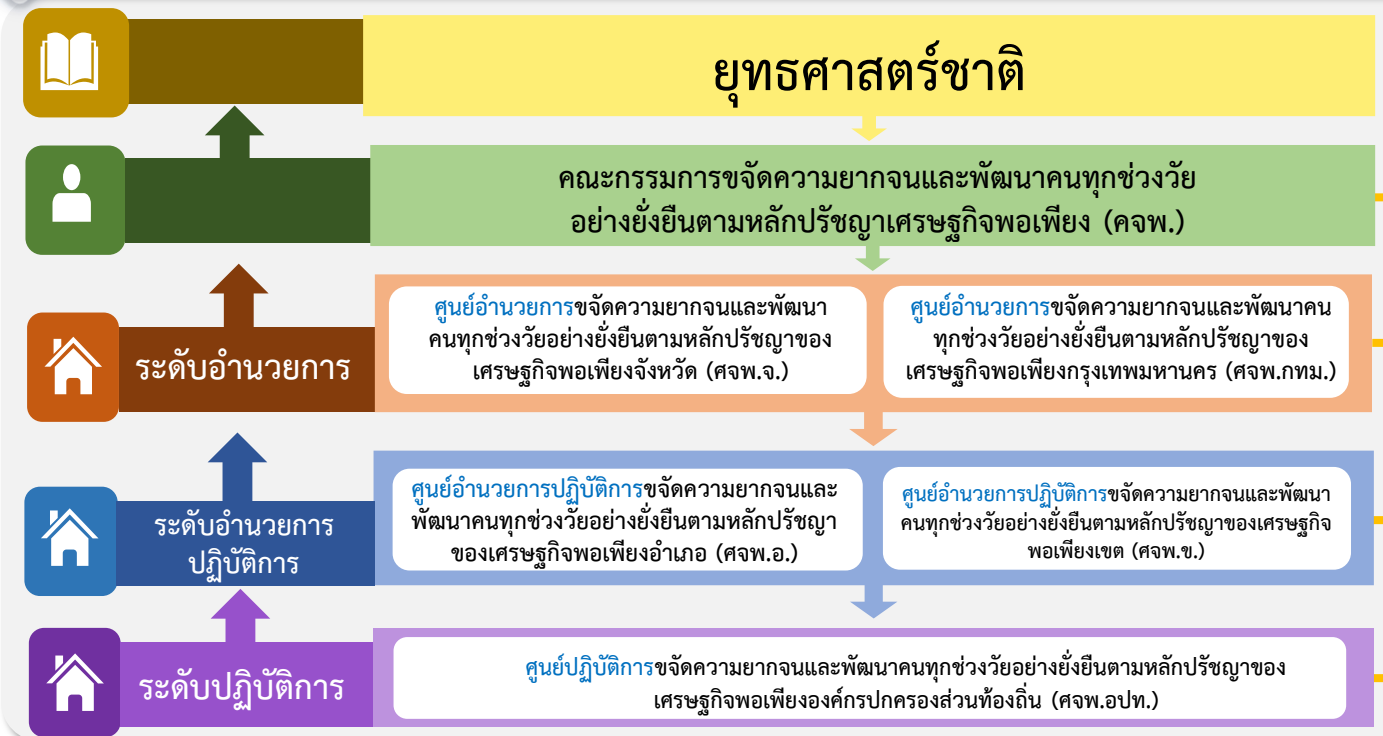 ยุทธศาสตร์ชาติ
คณะกรรมการขจัดความยากจนและพัฒนาคนทุกช่วงวัย
อย่างยั่งยืนตามหลักปรัชญาเศรษฐกิจพอเพียง (คจพ.)
ระดับอำนวยการ
ศูนย์อำนวยการขจัดความยากจนและพัฒนา
คนทุกช่วงวัยอย่างยั่งยืนตามหลักปรัชญาของ
เศรษฐกิจพอเพียงจังหวัด (ศจพ.จ.)
ศูนย์อำนวยการขจัดความยากจนและพัฒนาคน
ทุกช่วงวัยอย่างยั่งยืนตามหลักปรัชญาของ
เศรษฐกิจพอเพียงกรุงเทพมหานคร (ศจพ.กทม.)
ระดับอำนวยการ
ปฏิบัติการ
ศูนย์อำนวยการปฏิบัติการขจัดความยากจนและ
พัฒนาคนทุกช่วงวัยอย่างยั่งยืนตามหลักปรัชญา
ของเศรษฐกิจพอเพียงอำเภอ (ศจพ.อ.)
ศูนย์อำนวยการปฏิบัติการขจัดความยากจนและพัฒนา
คนทุกช่วงวัยอย่างยั่งยืนตามหลักปรัชญาของเศรษฐกิจ
พอเพียงเขต (ศจพ.ข.)
ระดับปฏิบัติการ
ศูนย์ปฏิบัติการขจัดความยากจนและพัฒนาคนทุกช่วงวัยอย่างยั่งยืนตามหลักปรัชญาของ
เศรษฐกิจพอเพียงองค์กรปกครองส่วนท้องถิ่น (ศจพ.อปท.)